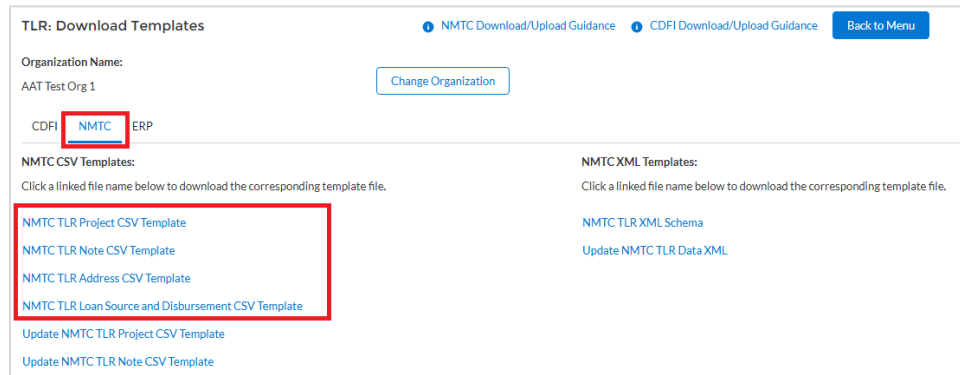 TLR: Download Templates
NMTC Download/Upload Guidance
CDFI Download/Upload Guidance
Back to Menu
Organization Name:
AAT Test Org 1
Change Organization
CDFI
NMTC
ERP
NMTC CSV Templates:
Click a linked file name below to download the corresponding template file.
NMTC TLR Project CSV Template
NMTC TLR Note CSV Template
NMTC TLR Address CSV Template
NMTC TLR Loan Source and Disbursement CSV Template
Update NMTC TLR Project CSV Template
Update NMTC TLR Note CSV Template
NMTC XML Templates:
Click a linked file name below to download the corresponding template file.
NMTC TLR XML Schema
Update NMTC TLR Data XML